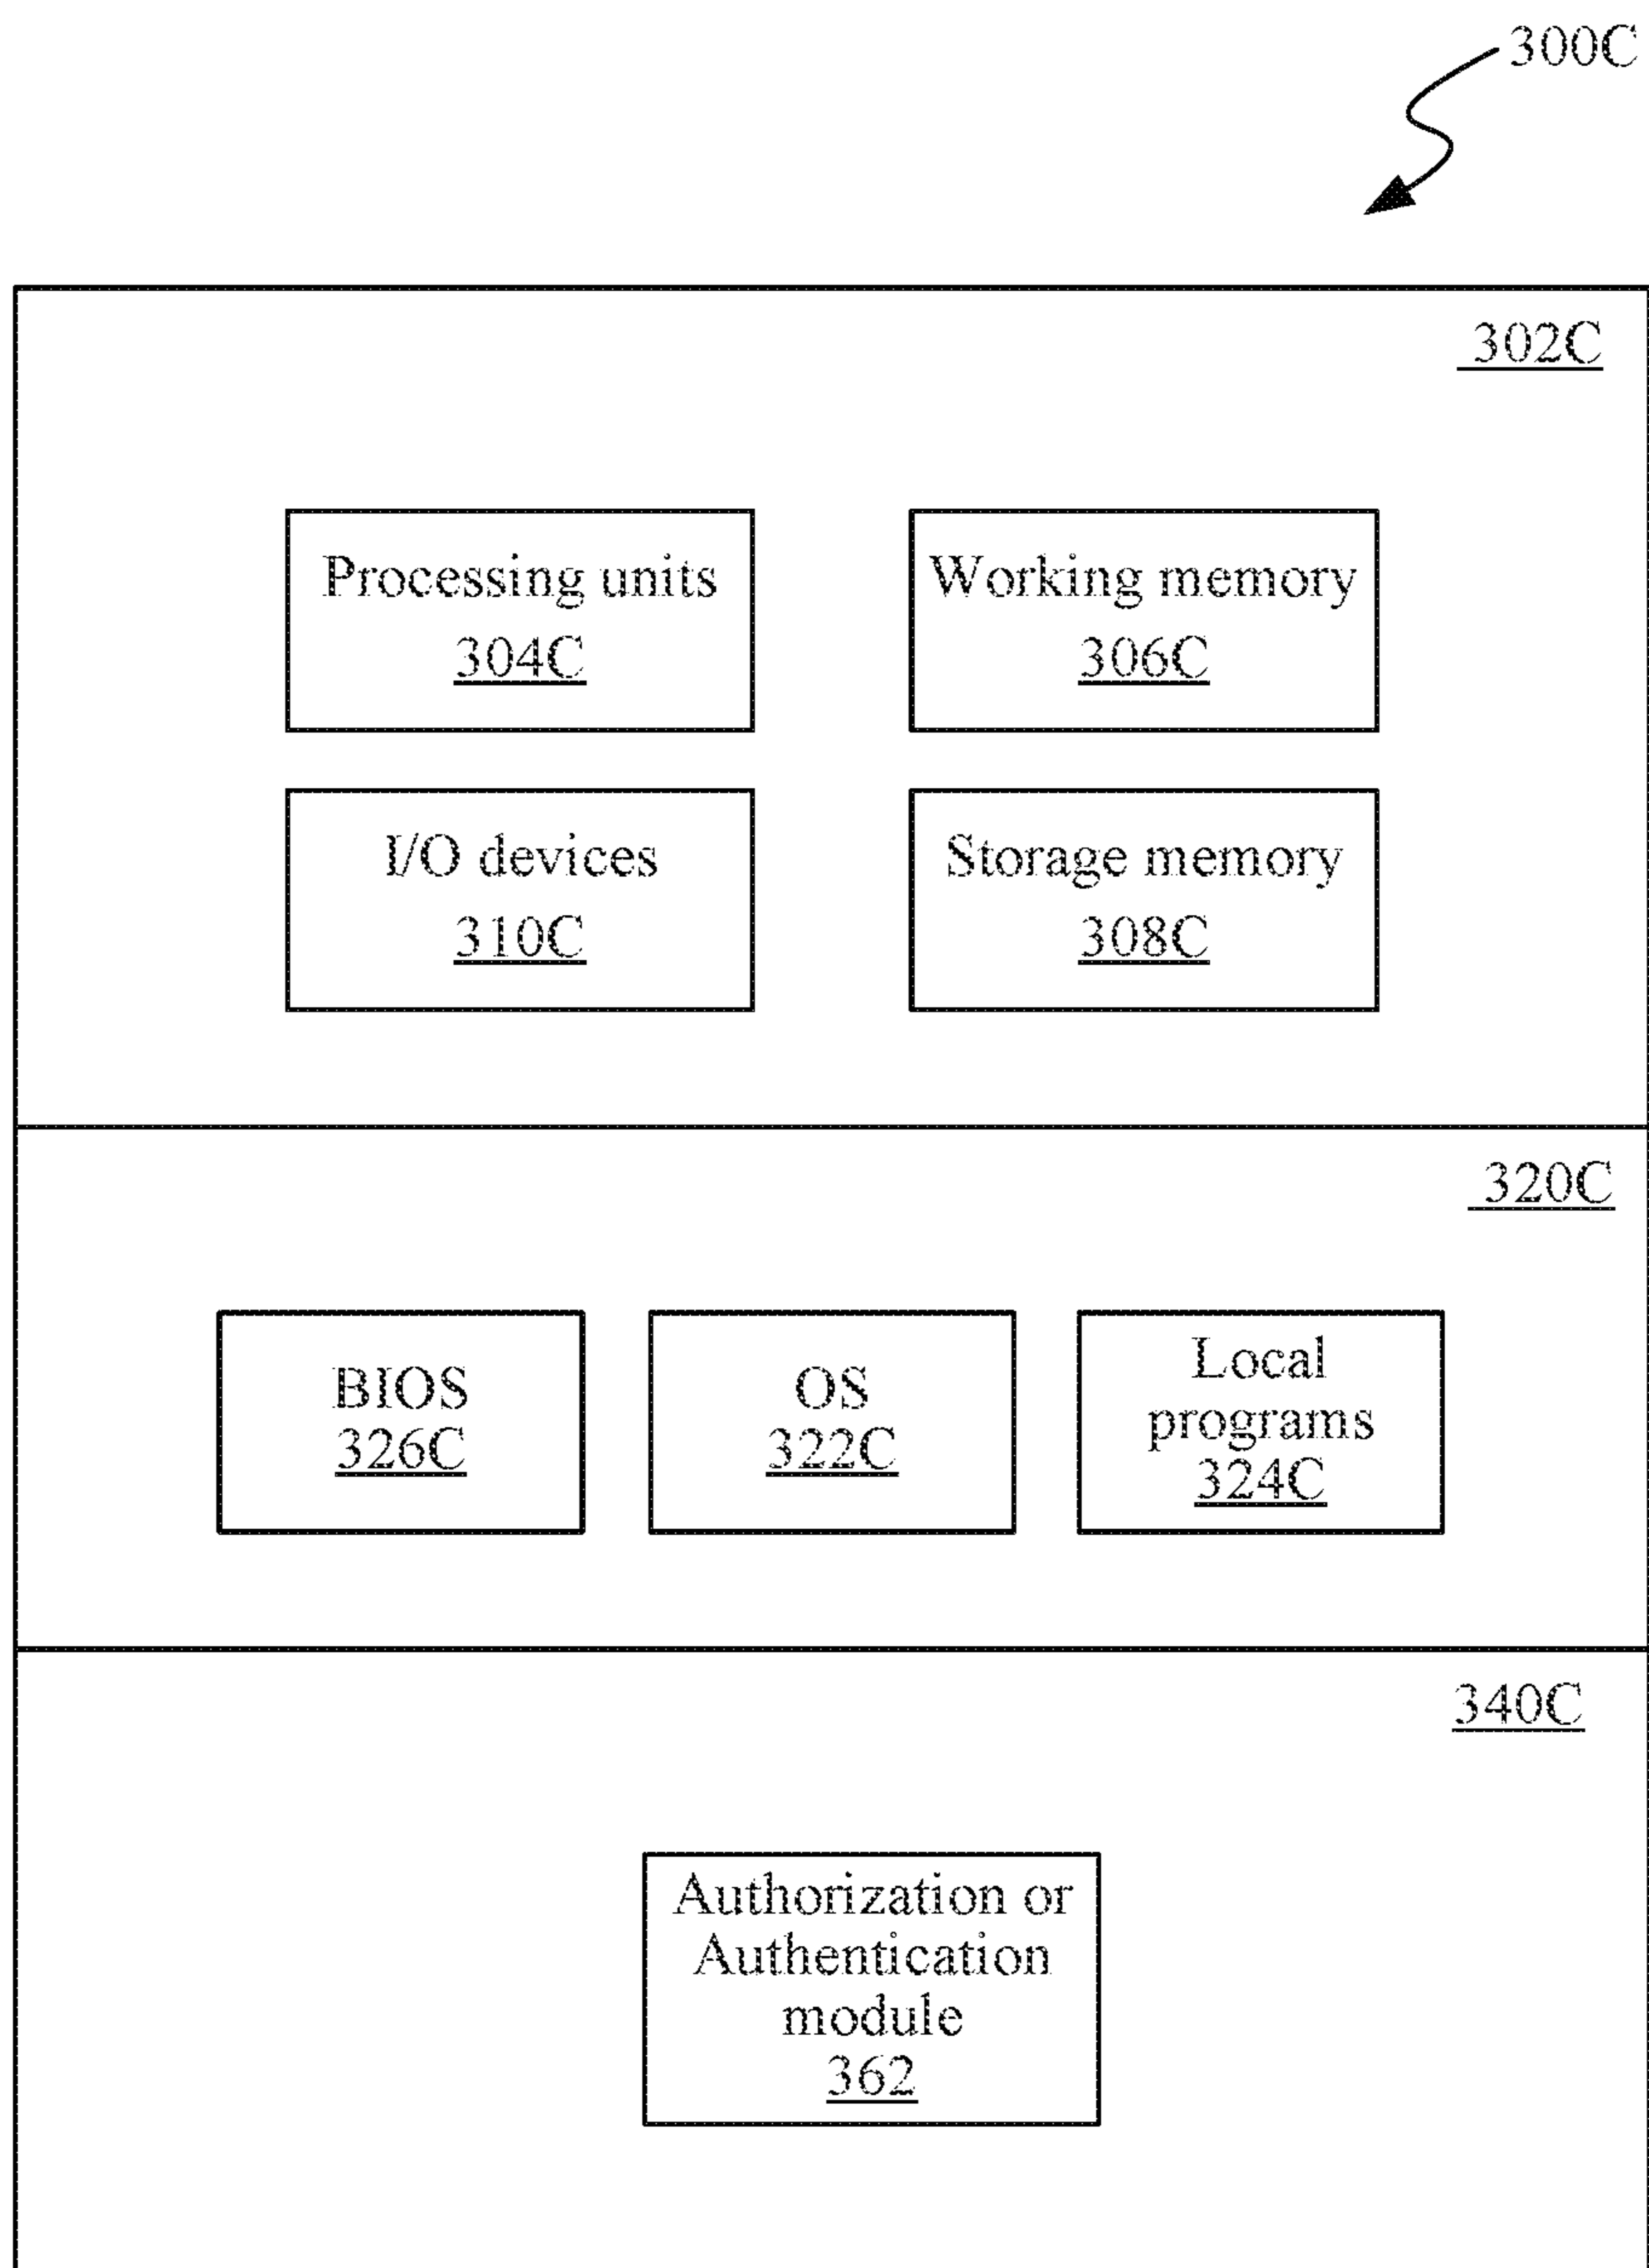 300C
302C
Processing units
304C
Working memory
306C
I/O devices
310C
Storage memory
308C
320C
BIOS
326C
OS
322C
Local
programs
324C
340C
Authorization or
Authentication
module
362